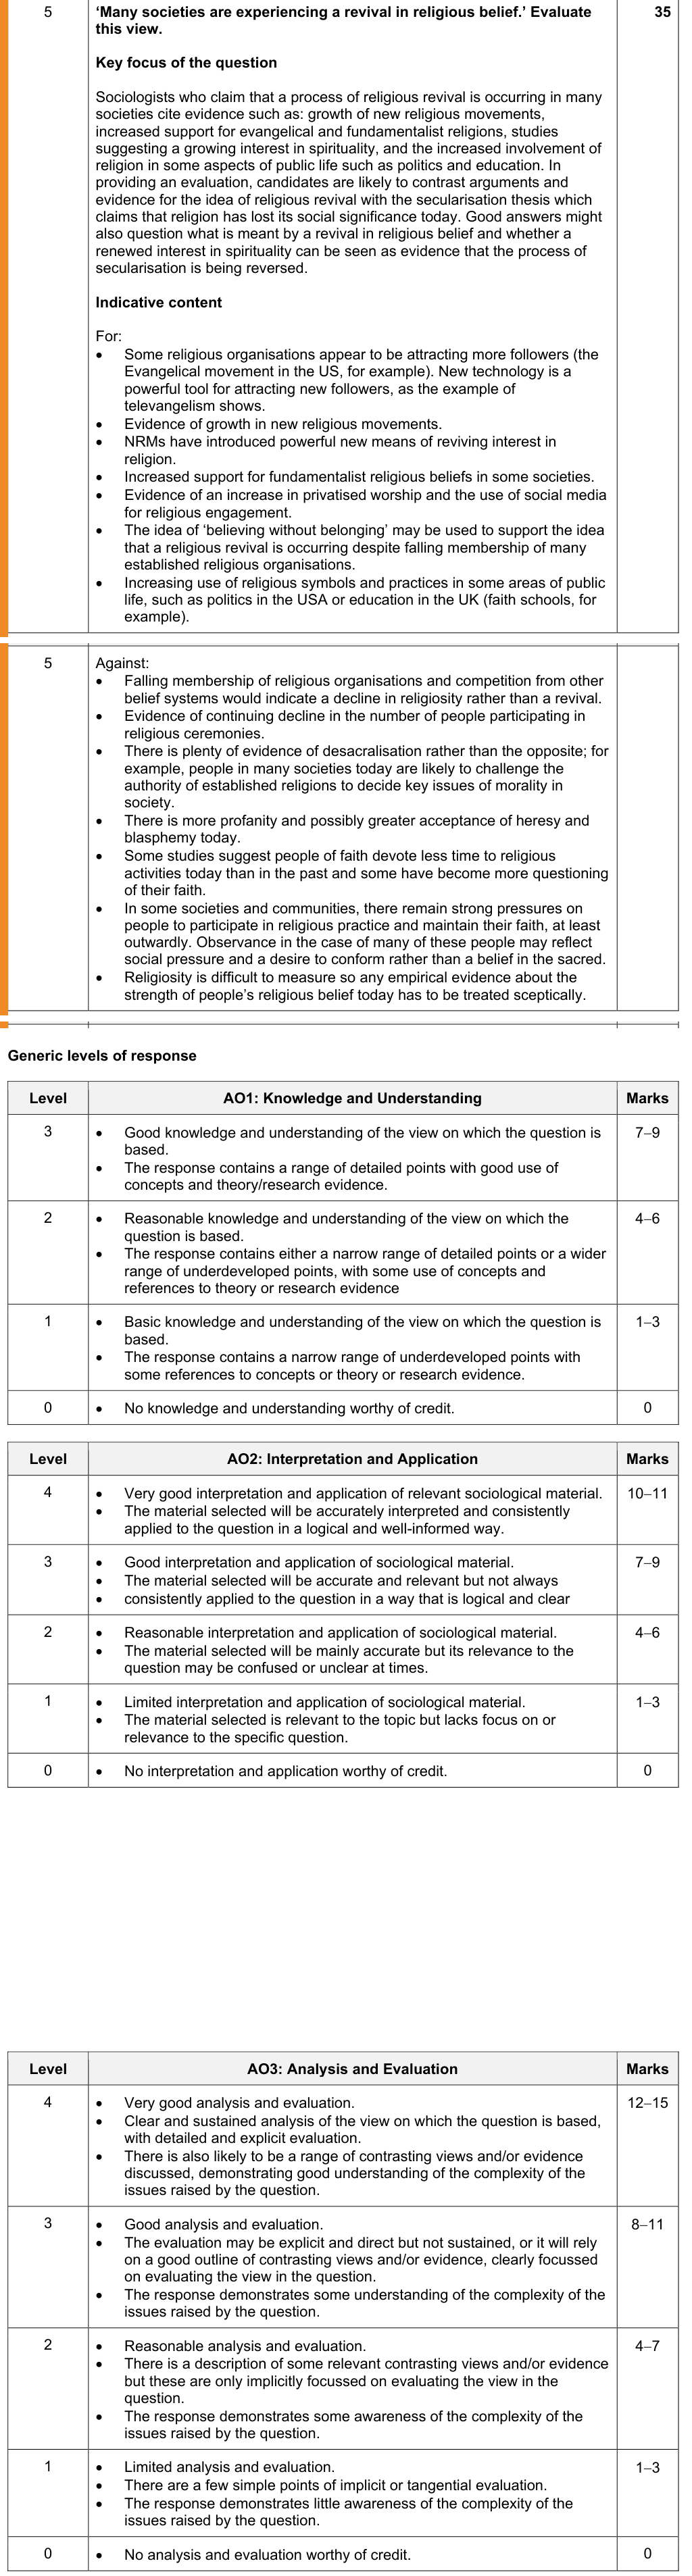 5
‘Many societies are experiencing a revival in religious belief.’ Evaluate
this view.
35
Key focus of the question
Sociologists who claim that a process of religious revival is occurring in many
societies cite evidence such as: growth of new religious movements,
increased support for evangelical and fundamentalist religions, studies
suggesting a growing interest in spirituality, and the increased involvement of
religion in some aspects of public life such as politics and education. In
providing an evaluation, candidates are likely to contrast arguments and
evidence for the idea of religious revival with the secularisation thesis which
claims that religion has lost its social significance today. Good answers might
also question what is meant by a revival in religious belief and whether a
renewed interest in spirituality can be seen as evidence that the process of
secularisation is being reversed.
Indicative content
For:
• Some religious organisations appear to be attracting more followers (the
Evangelical movement in the US, for example). New technology is a
powerful tool for attracting new followers, as the example of
televangelism shows.
• Evidence of growth in new religious movements.
• NRMs have introduced powerful new means of reviving interest in
religion.
• Increased support for fundamentalist religious beliefs in some societies.
• Evidence of an increase in privatised worship and the use of social media
for religious engagement.
• The idea of ‘believing without belonging’ may be used to support the idea
that a religious revival is occurring despite falling membership of many
established religious organisations.
• Increasing use of religious symbols and practices in some areas of public
life, such as politics in the USA or education in the UK (faith schools, for
example).
5
Against:
• Falling membership of religious organisations and competition from other
belief systems would indicate a decline in religiosity rather than a revival.
• Evidence of continuing decline in the number of people participating in
religious ceremonies.
• There is plenty of evidence of desacralisation rather than the opposite; for
example, people in many societies today are likely to challenge the
authority of established religions to decide key issues of morality in
society.
• There is more profanity and possibly greater acceptance of heresy and
blasphemy today.
• Some studies suggest people of faith devote less time to religious
activities today than in the past and some have become more questioning
of their faith.
• In some societies and communities, there remain strong pressures on
people to participate in religious practice and maintain their faith, at least
outwardly. Observance in the case of many of these people may reflect
social pressure and a desire to conform rather than a belief in the sacred.
• Religiosity is difficult to measure so any empirical evidence about the
strength of people’s religious belief today has to be treated sceptically.
Generic levels of response
Level AO1: Knowledge and Understanding Marks
3
• Good knowledge and understanding of the view on which the question is
based.
• The response contains a range of detailed points with good use of
concepts and theory/research evidence.
7–9
2
• Reasonable knowledge and understanding of the view on which the
question is based.
• The response contains either a narrow range of detailed points or a wider
range of underdeveloped points, with some use of concepts and
references to theory or research evidence
4–6
1
• Basic knowledge and understanding of the view on which the question is
based.
• The response contains a narrow range of underdeveloped points with
some references to concepts or theory or research evidence.
1–3
0
• No knowledge and understanding worthy of credit.
0
Level AO2: Interpretation and Application Marks
4
• Very good interpretation and application of relevant sociological material.
• The material selected will be accurately interpreted and consistently
applied to the question in a logical and well-informed way.
10–11
3
• Good interpretation and application of sociological material.
• The material selected will be accurate and relevant but not always
• consistently applied to the question in a way that is logical and clear
7–9
2
• Reasonable interpretation and application of sociological material.
• The material selected will be mainly accurate but its relevance to the
question may be confused or unclear at times.
4–6
1
• Limited interpretation and application of sociological material.
• The material selected is relevant to the topic but lacks focus on or
relevance to the specific question.
1–3
0
• No interpretation and application worthy of credit.
0
Level AO3: Analysis and Evaluation Marks
4
• Very good analysis and evaluation.
• Clear and sustained analysis of the view on which the question is based,
with detailed and explicit evaluation.
• There is also likely to be a range of contrasting views and/or evidence
discussed, demonstrating good understanding of the complexity of the
issues raised by the question.
12–15
3
• Good analysis and evaluation.
• The evaluation may be explicit and direct but not sustained, or it will rely
on a good outline of contrasting views and/or evidence, clearly focussed
on evaluating the view in the question.
• The response demonstrates some understanding of the complexity of the
issues raised by the question.
8–11
2
• Reasonable analysis and evaluation.
• There is a description of some relevant contrasting views and/or evidence
but these are only implicitly focussed on evaluating the view in the
question.
• The response demonstrates some awareness of the complexity of the
issues raised by the question.
4–7
1
• Limited analysis and evaluation.
• There are a few simple points of implicit or tangential evaluation.
• The response demonstrates little awareness of the complexity of the
issues raised by the question.
1–3
0
• No analysis and evaluation worthy of credit.
0